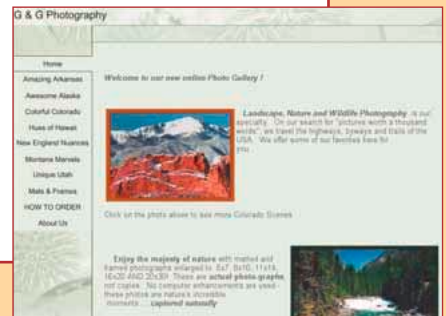 G & G Photography
Home
Amazing Arkansas
Awesome Alaska
Colorful Colorado
Hues of Hawaii
New England Nuances
Montana Marvels
Unique Utah
Mats & Frames
HOW TO ORDER
About Us
Welcome to our new online Photo Gallery !
Landscape, Nature and Wildlife Photography is our
specialty. On our search for "pictures worth a thousand
words", we travel the highways, byways and trails of the
USA. We offer some of our favorites here for
you.
Click on the photo above to see more Colorado Scenes
Enjoy the majesty of nature with matted and
framed photographs enlarged to 5x7, 8x10, 11x14,
16x20 AND 20x30! These are actual photo graphs,
not copies. No computer enhancements are used -
these photos are nature's incredible
moments ... captured naturally